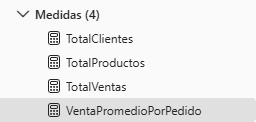 Medidas (4)
TotalClientes
TotalProductos
TotalVentas
VentaPromedioPorPedido